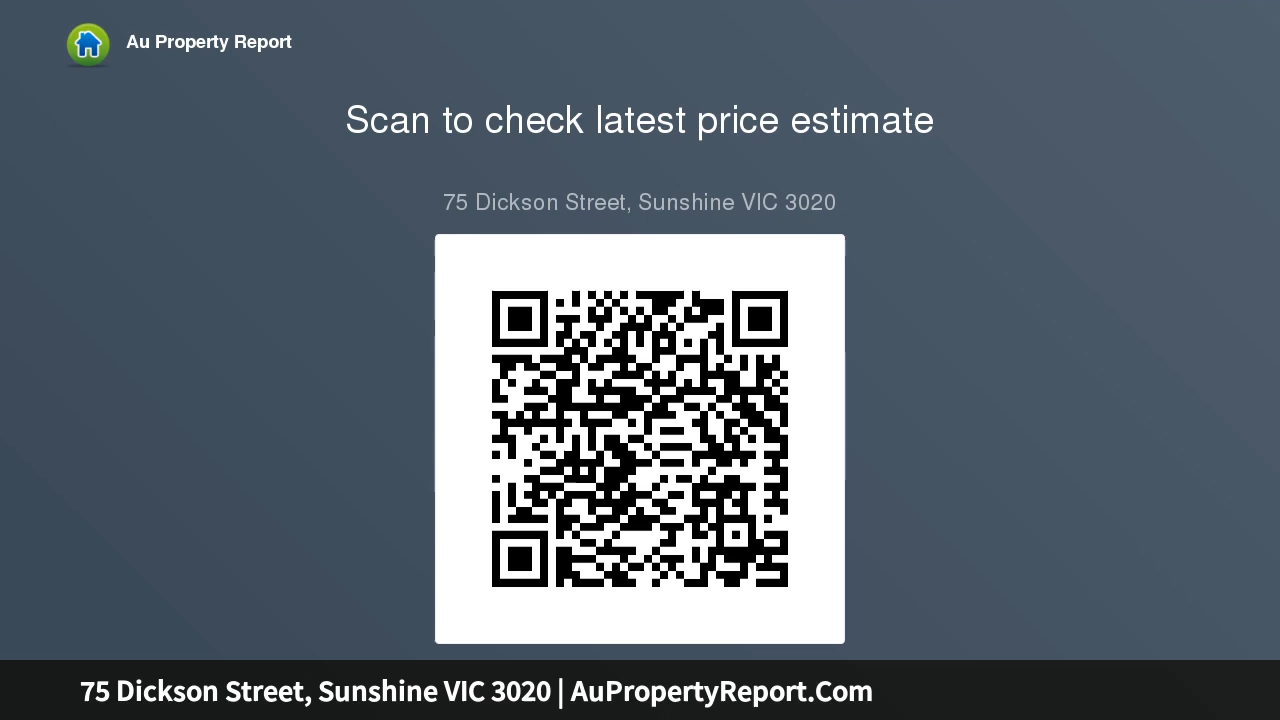 Au Property Report
Scan to check latest price estimate
75 Dickson Street, Sunshine VIC 3020
75 Dickson Street, Sunshine VIC 3020 | AuPropertyReport.Com